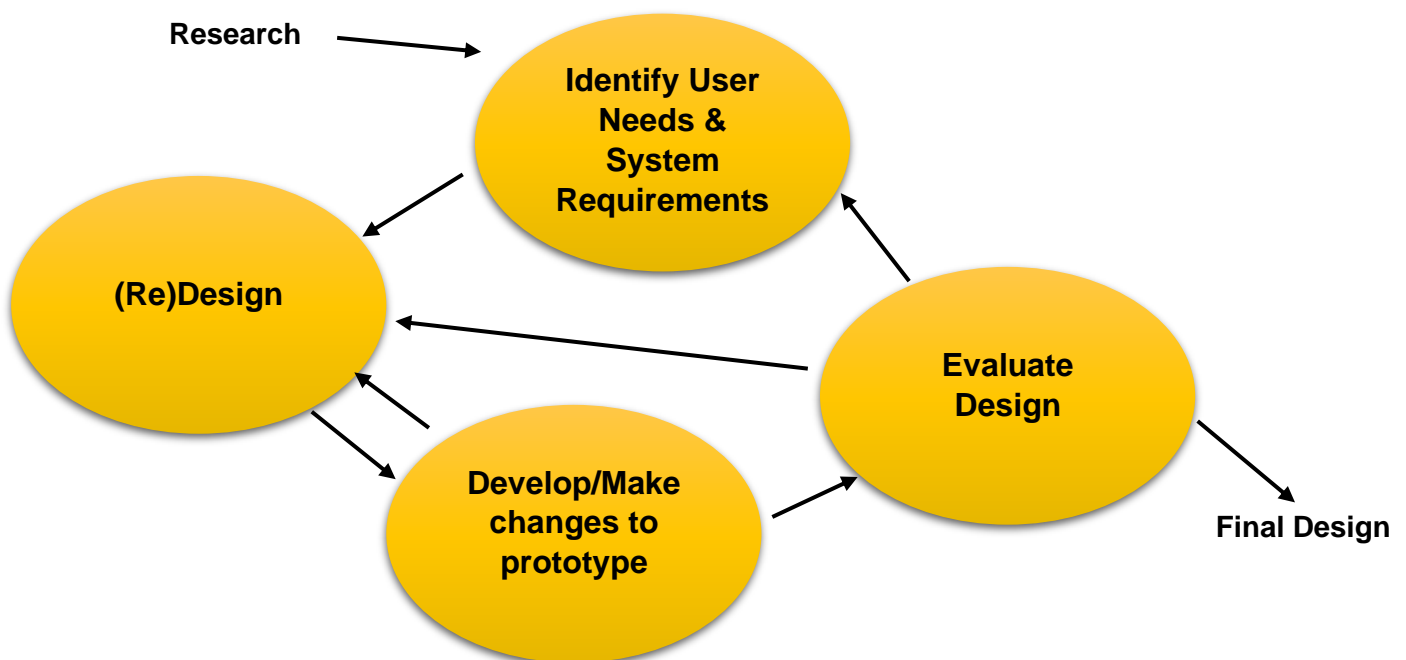 Research
Identify User
Needs &
System
Requirements
(Re)Design
Evaluate
Design
Develop/Make
changes to
prototype
Final Design